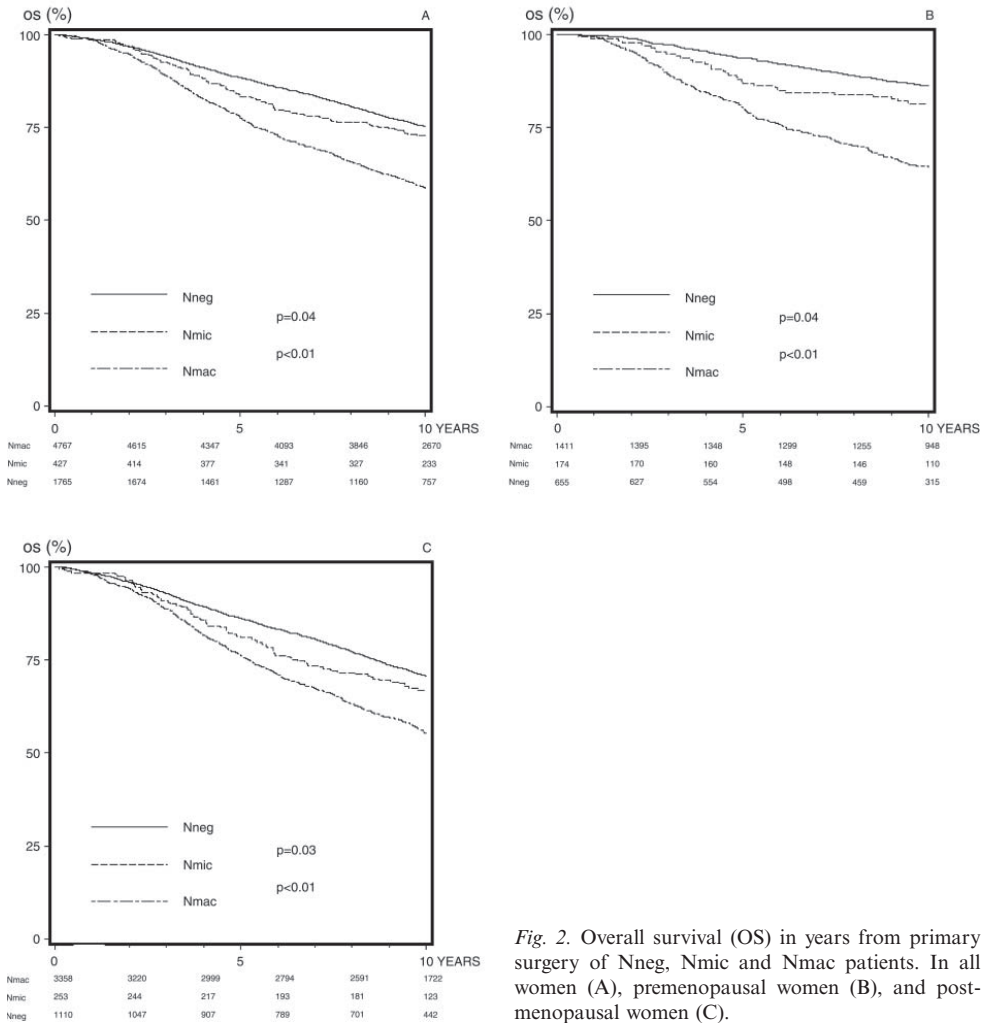 OS (%)
A
100
75
50
25
0
Nneg
p=0.04
Nmic
p<0.01
Nmac
0 5 10 YEARS
Nmac 4767 4615 4347 4093 3846 2670
Nmic 427 414 377 341 327 233
Nneg 1765 1674 1461 1287 1160 757
OS (%)
B
100
75
50
25
0
Nneg
p=0.04
Nmic
p<0.01
Nmac
0 5 10 YEARS
Nmac 1411 1395 1348 1299 1255 948
Nmic 174 170 160 148 146 110
Nneg 655 627 554 498 459 315
OS (%)
C
100
75
50
25
0
Nneg
p=0.03
Nmic
p<0.01
Nmac
0 5 10 YEARS
Nmac 3358 3220 2999 2794 2591 1722
Nmic 253 244 217 193 181 123
Nneg 1110 1047 907 789 701 442
Fig. 2. Overall survival (OS) in years from primary
surgery of Nneg, Nmic and Nmac patients. In all
women (A), premenopausal women (B), and post-
menopausal women (C).